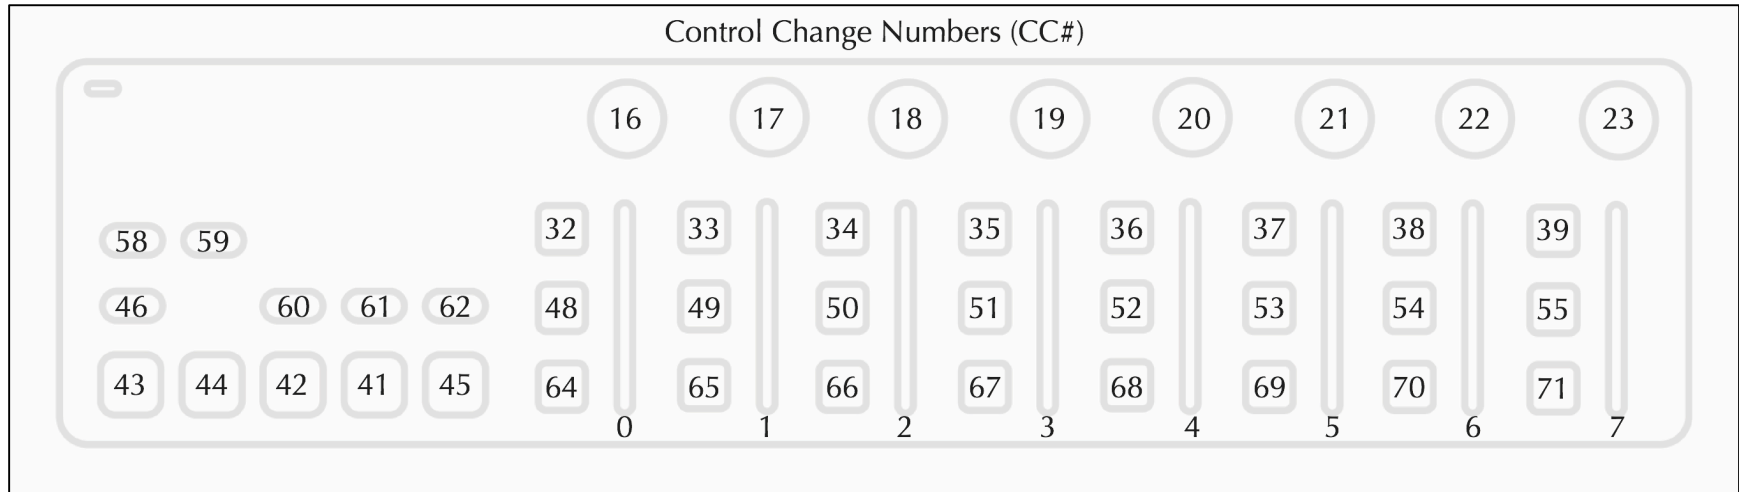 Control Change Numbers (CC#)
16 17 18 19 20 21 22 23
58 59 32 33 34 35 36 37 38 39
46 60 61 62 48 49 50 51 52 53 54 55
43 44 42 41 45 64 65 66 67 68 69 70 71
0 1 2 3 4 5 6 7